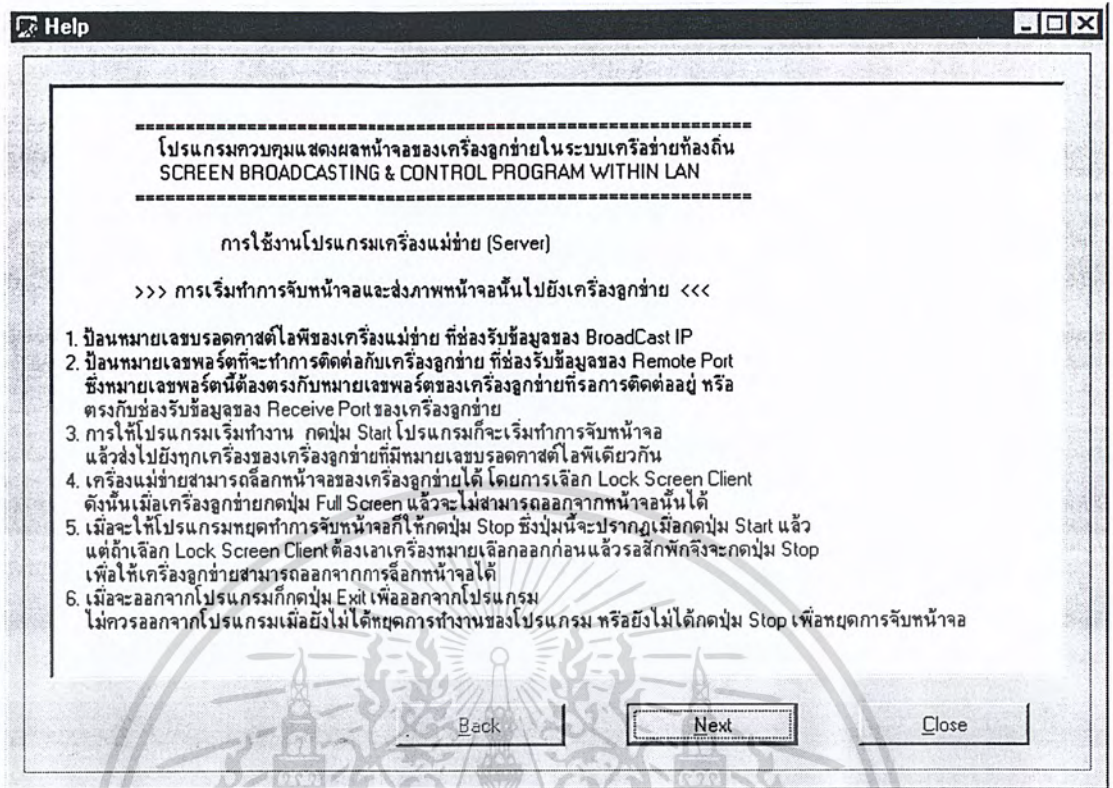 Help
==============================================================
โปรแกรมควบคุมแสดงผลหน้าจอของเครื่องลูกข่ายในระบบเครือข่ายท้องถิ่น
SCREEN BROADCASTING & CONTROL PROGRAM WITHIN LAN
==============================================================
การใช้งานโปรแกรมเครื่องแม่ข่าย (Server)
>>> การเริ่มทำการจับหน้าจอและส่งภาพหน้าจอนั้นไปยังเครื่องลูกข่าย <<<
1. ป้อนหมายเลขบรอดคาสต์ไอพีของเครื่องแม่ข่าย ที่ช่องรับข้อมูลของ BroadCast IP
2. ป้อนหมายเลขพอร์ตที่จะทำการติดต่อกับเครื่องลูกข่าย ที่ช่องรับข้อมูลของ Remote Port
ซึ่งหมายเลขพอร์ตนี้ต้องตรงกับหมายเลขพอร์ตของเครื่องลูกข่ายที่รอการติดต่ออยู่ หรือ
ตรงกับช่องรับข้อมูลของ Receive Port ของเครื่องลูกข่าย
3. การให้โปรแกรมเริ่มทำงาน กดปุ่ม Start โปรแกรมก็จะเริ่มทำการจับหน้าจอ
แล้วส่งไปยังทุกเครื่องของเครื่องลูกข่ายที่มีหมายเลขบรอดคาสต์ไอพีเดียวกัน
4. เครื่องแม่ข่ายสามารถล็อกหน้าจอของเครื่องลูกข่ายได้ โดยการเลือก Lock Screen Client
ดังนั้นเมื่อเครื่องลูกข่ายกดปุ่ม Full Screen แล้วจะไม่สามารถออกจากหน้าจอนั้นได้
5. เมื่อจะให้โปรแกรมหยุดทำการจับหน้าจอก็ให้กดปุ่ม Stop ซึ่งปุ่มนี้จะปรากฏเมื่อกดปุ่ม Start แล้ว
แต่ถ้าเลือก Lock Screen Client ต้องเอาเครื่องหมายเลือกออกก่อนแล้วรอสักพักจึงจะกดปุ่ม Stop
เพื่อให้เครื่องลูกข่ายสามารถออกจากการล็อกหน้าจอได้
6. เมื่อจะออกจากโปรแกรมก็กดปุ่ม Exit เพื่อออกจากโปรแกรม
ไม่ควรออกจากโปรแกรมเมื่อยังไม่ได้หยุดการทำงานของโปรแกรม หรือยังไม่ได้กดปุ่ม Stop เพื่อหยุดการจับหน้าจอ
Back Next Close